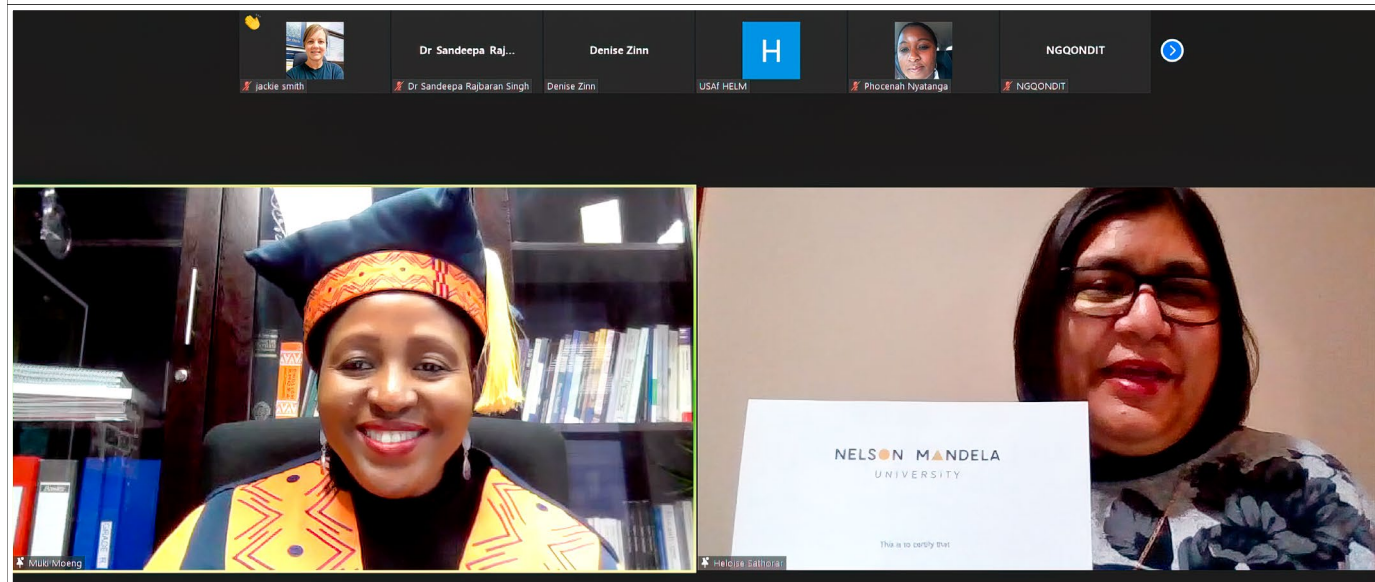 Dr Sandeepa Raj...
Denise Zinn
H
NGQONDIT
jackie smith
Dr Sandeepa Rajbaran Singh
Denise Zinn
USAf HELM
Phocenah Nyatanga
NGQONDIT
NELSON MANDELA
UNIVERSITY
This is to certify that
GRADE R
Muki Moeng
Heloise Sathorar